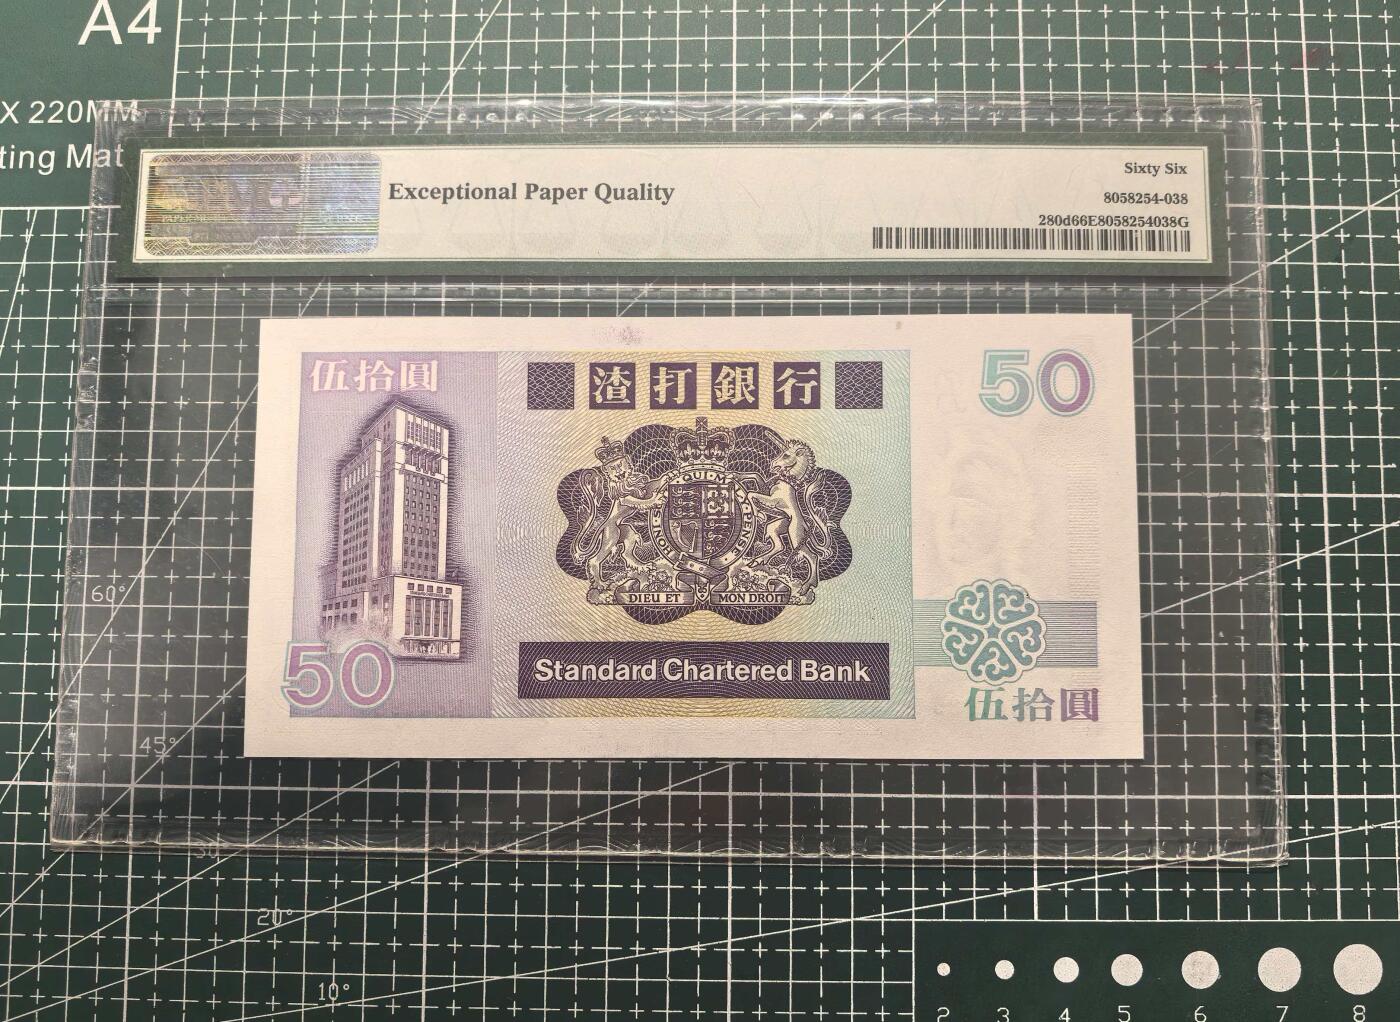 A4
X 220MM
ting Mat
PMG
Exceptional Paper Quality
Sixty Six
8058254-038
280d66E8058254038G
伍拾圓
渣打銀行
50
QUI·M
DIEU ET MON DROIT
Standard Chartered Bank
50
伍拾圓
60°
45°
20°
10°
2 3 4 5 6 7 8